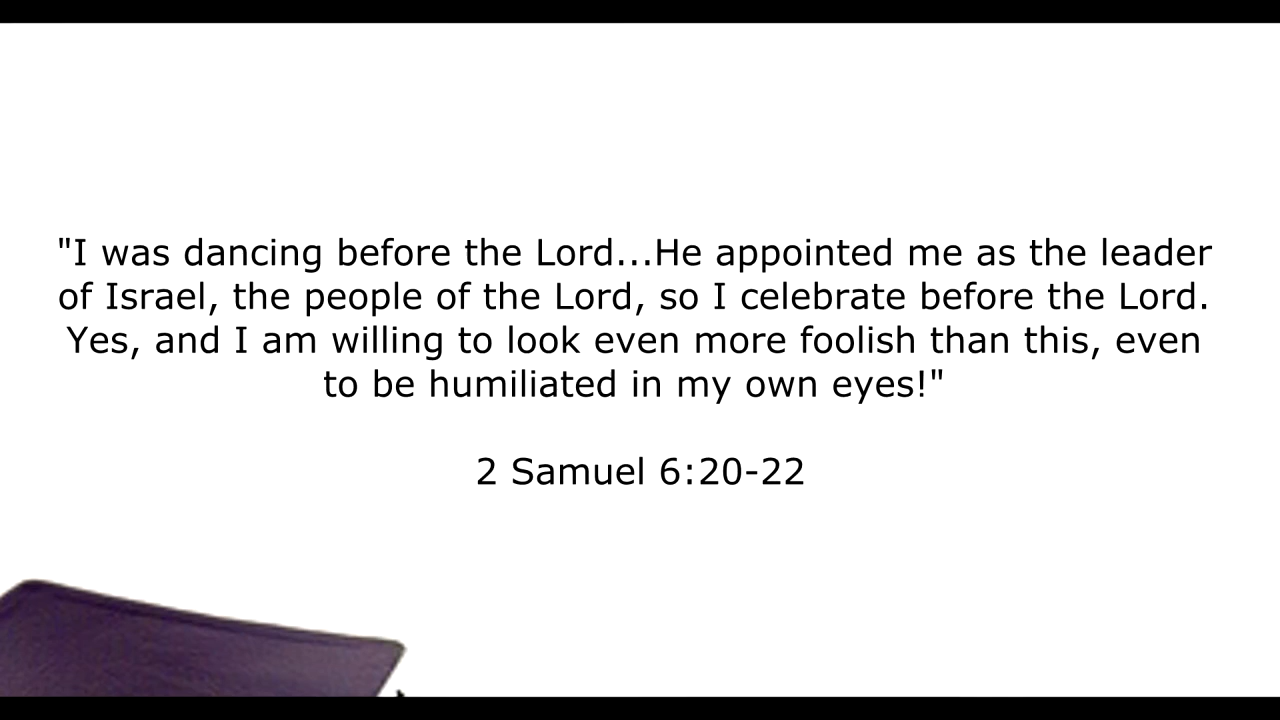 "I was dancing before the Lord...He appointed me as the leader
of Israel, the people of the Lord, so I celebrate before the Lord.
Yes, and I am willing to look even more foolish than this, even
to be humiliated in my own eyes!"
2 Samuel 6:20-22